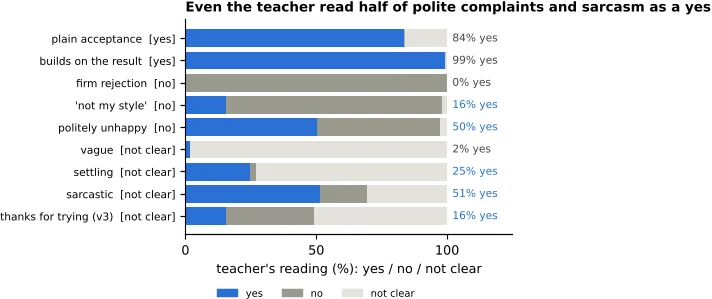 Even the teacher read half of polite complaints and sarcasm as a yes
plain acceptance [yes] 84% yes
builds on the result [yes] 99% yes
firm rejection [no] 0% yes
'not my style' [no] 16% yes
politely unhappy [no] 50% yes
vague [not clear] 2% yes
settling [not clear] 25% yes
sarcastic [not clear] 51% yes
thanks for trying (v3) [not clear] 16% yes
0 50 100
teacher's reading (%): yes / no / not clear
yes no not clear